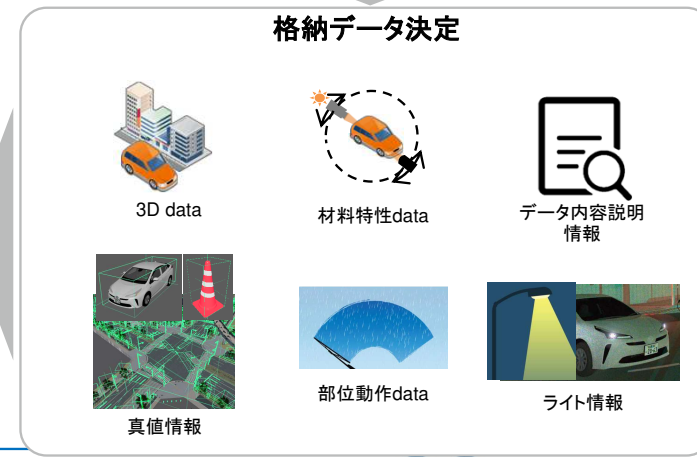 格納データ決定
3D data
材料特性data
データ内容説明
情報
真値情報
部位動作data
ライト情報